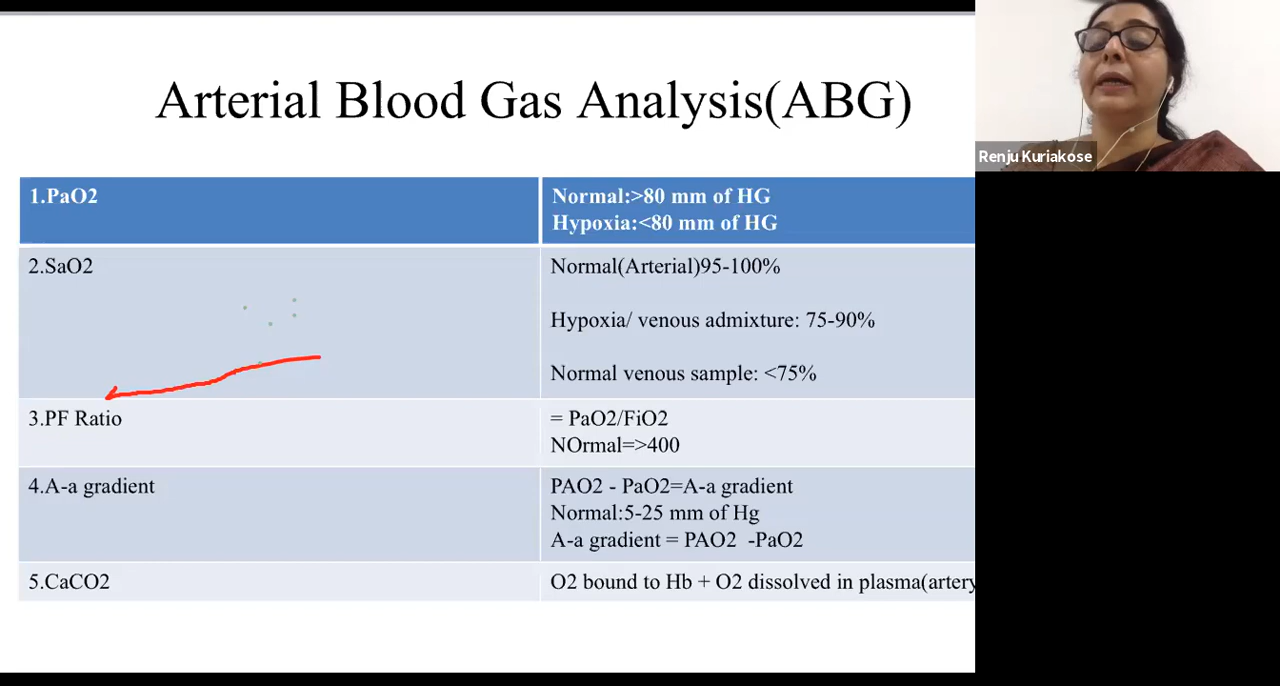 Arterial Blood Gas Analysis(ABG)
1.PaO2
Normal:>80 mm of HG
Hypoxia:<80 mm of HG
2.SaO2
Normal(Arterial)95-100%
Hypoxia/ venous admixture: 75-90%
Normal venous sample: <75%
3.PF Ratio
= PaO2/FiO2
NOrmal=>400
4.A-a gradient
PAO2 - PaO2=A-a gradient
Normal:5-25 mm of Hg
A-a gradient = PAO2  -PaO2
5.CaCO2
O2 bound to Hb + O2 dissolved in plasma(artery
Renju Kuriakose